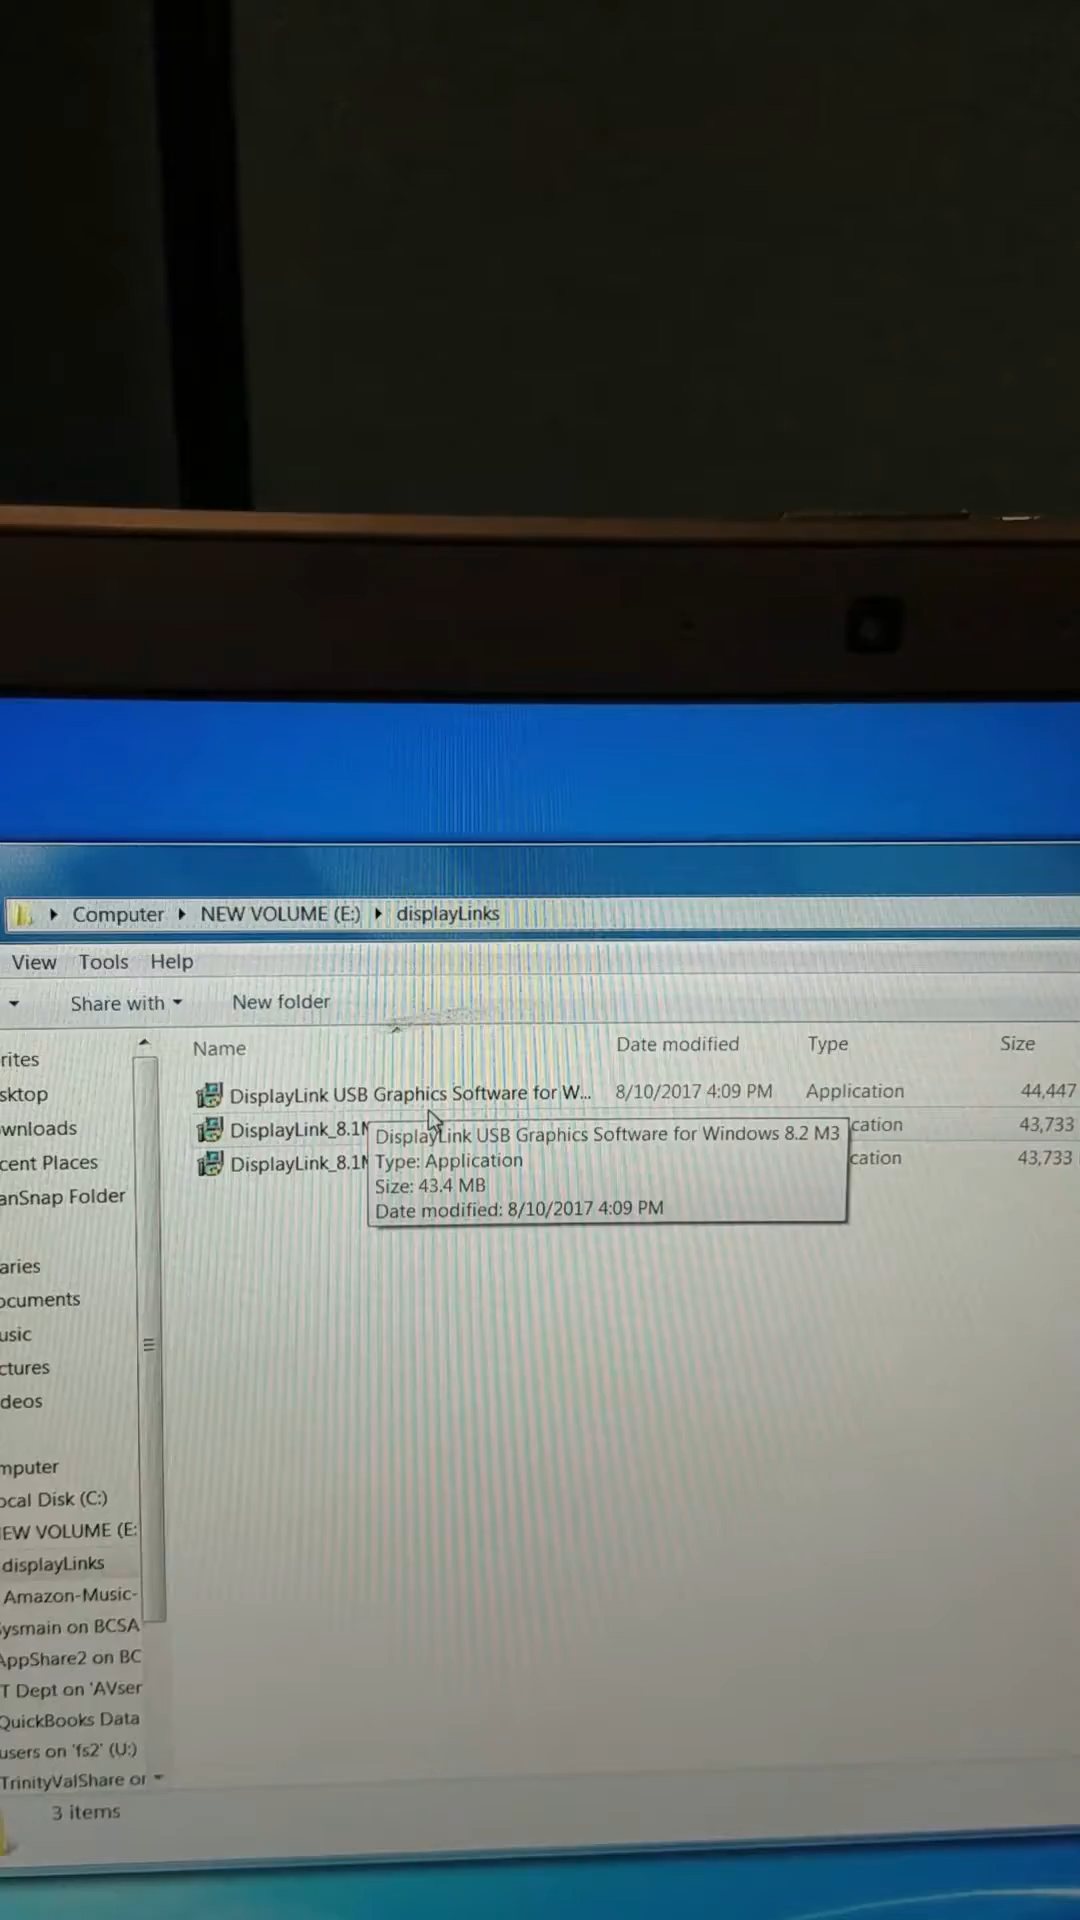 Computer NEW VOLUME (E:) displayLinks
View Tools Help
Share with New folder
Name Date modified Type Size
DisplayLink USB Graphics Software for W... 8/10/2017 4:09 PM Application 44,447
DisplayLink_8.1 cation 43,733
DisplayLink_8.1 cation 43,733
DisplayLink USB Graphics Software for Windows 8.2 M3
Type: Application
Size: 43.4 MB
Date modified: 8/10/2017 4:09 PM
rites
sktop
wnloads
cent Places
anSnap Folder
aries
ocuments
usic
ctures
deos
mputer
ocal Disk (C:)
EW VOLUME (E:
displayLinks
Amazon-Music-
ysmain on BCSA
AppShare2 on BC
T Dept on 'AVser
QuickBooks Data
users on 'fs2' (U:)
TrinityValShare or
3 items